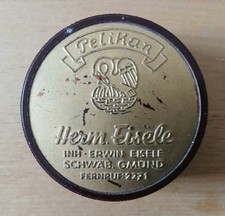 Pelikan
Herm. Eisele
INH·ERWIN EISELE
SCHWÄB. GMÜND
FERNRUF 2271